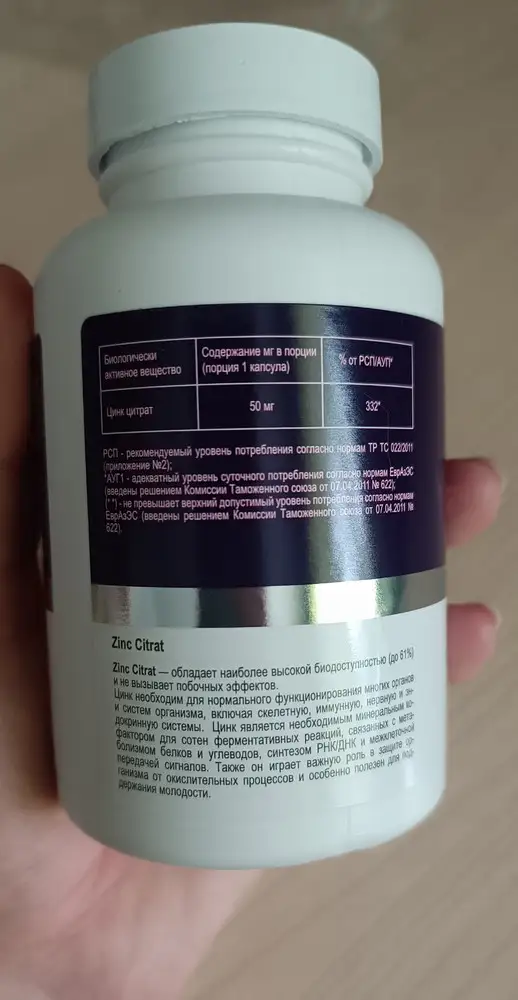 Биологически активное вещество
Содержание мг в порции (порция 1 капсула)
% от РСП/АУП*
Цинк цитрат
50 мг
332*
РСП - рекомендуемый уровень потребления согласно нормам ТР ТС 022/2011
(приложение №2);
*АУГ1 - адекватный уровень суточного потребления согласно нормам ЕврАзЭС
(введены решением Комиссии Таможенного союза от 07.04.2011 № 622);
(* *) - не превышает верхний допустимый уровень потребления согласно нормам
ЕврАзЭС (введены решением Комиссии Таможенного союза от 07.04.2011 №
622).
Zinc Citrat
Zinc Citrat — обладает наиболее высокой биодоступностью (до 61%)
и не вызывает побочных эффектов.
Цинк необходим для нормального функционирования многих органов
и систем организма, включая скелетную, иммунную, нервную и эн-
докринную системы. Цинк является необходимым минеральным ко-
фактором для сотен ферментативных реакций, связанных с мета-
болизмом белков и углеводов, синтезом РНК/ДНК и межклеточной
передачей сигналов. Также он играет важную роль в защите ор-
ганизма от окислительных процессов и особенно полезен для под-
держания молодости.